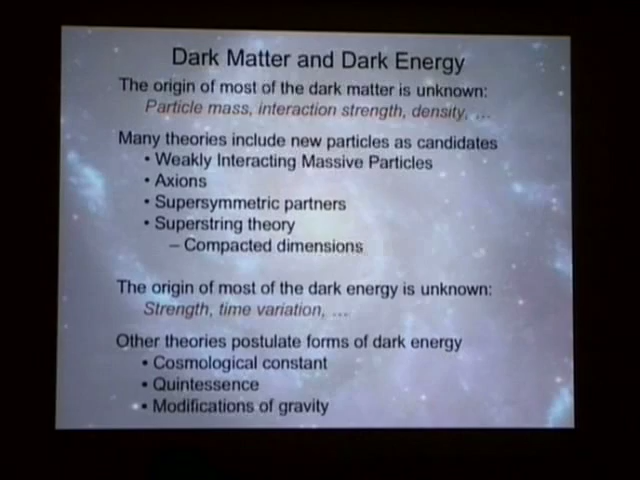 Dark Matter and Dark Energy
The origin of most of the dark matter is unknown:
Particle mass, interaction strength, density, ...
Many theories include new particles as candidates
• Weakly Interacting Massive Particles
• Axions
• Supersymmetric partners
• Superstring theory
– Compacted dimensions
The origin of most of the dark energy is unknown:
Strength, time variation, ...
Other theories postulate forms of dark energy
• Cosmological constant
• Quintessence
• Modifications of gravity